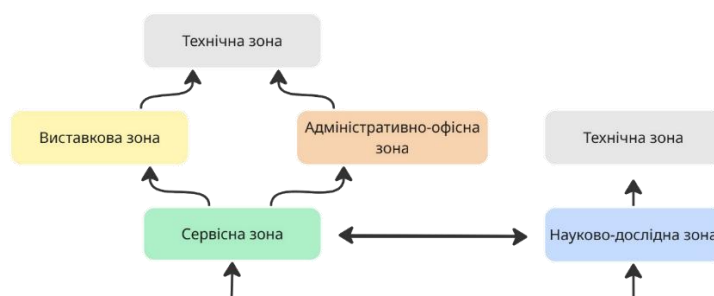 Технічна зона
Виставкова зона
Адміністративно-офісна
зона
Технічна зона
Сервісна зона
Науково-дослідна зона